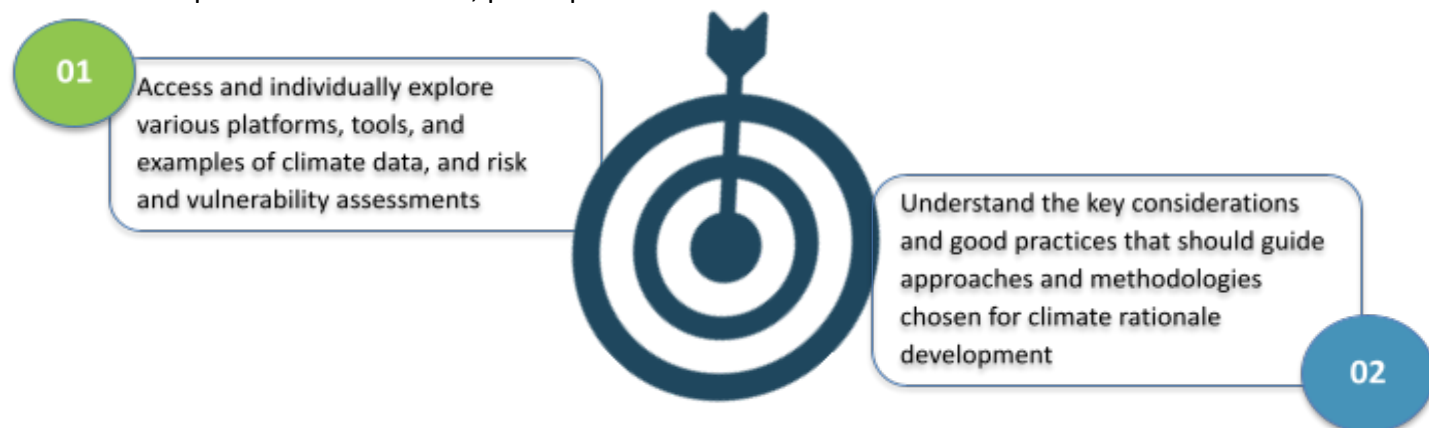 01
Access and individually explore
various platforms, tools, and
examples of climate data, and risk
and vulnerability assessments
Understand the key considerations
and good practices that should guide
approaches and methodologies
chosen for climate rationale
development
02